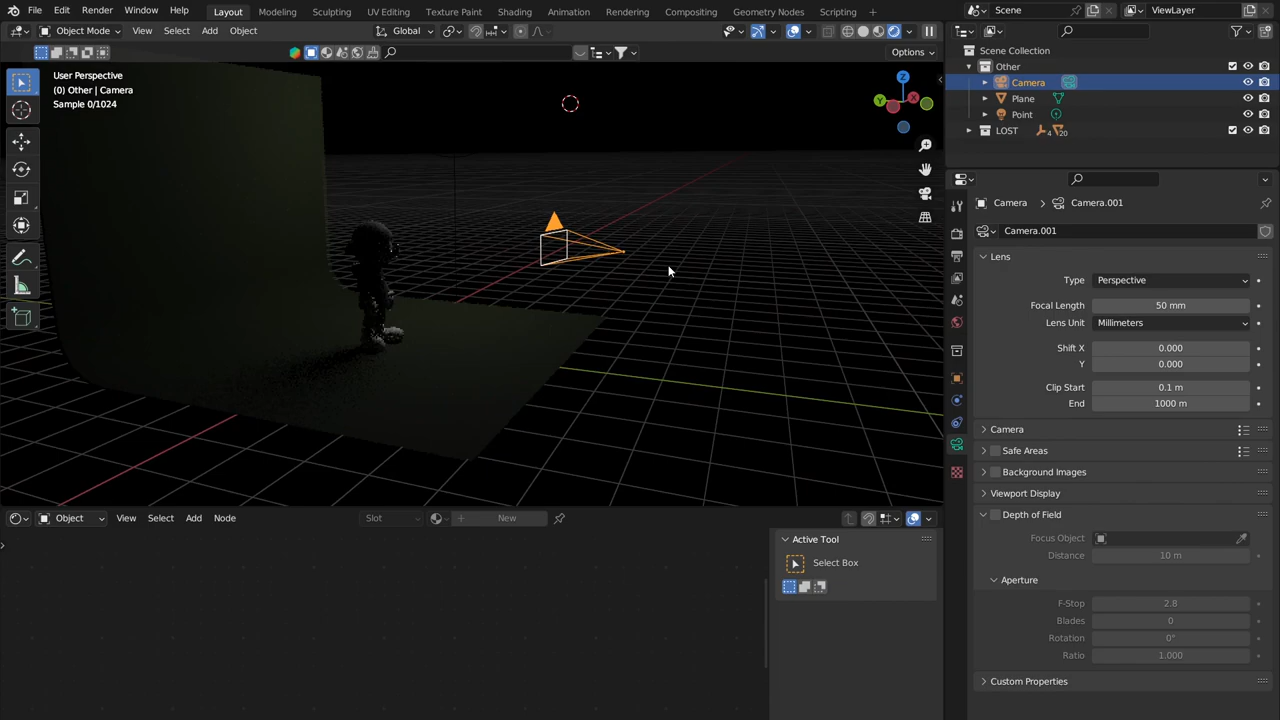 File Edit Render Window Help Layout Modeling Sculpting UV Editing Texture Paint Shading Animation Rendering Compositing Geometry Nodes Scripting + Scene ViewLayer
Object Mode View Select Add Object Global
Options
User Perspective
(0) Other | Camera
Sample 0/1024
Z
Y
X
Scene Collection
Other
Camera
Plane
Point
LOST 4 20
Camera > Camera.001
Camera.001
Lens
Type Perspective
Focal Length 50 mm
Lens Unit Millimeters
Shift X 0.000
Y 0.000
Clip Start 0.1 m
End 1000 m
Camera
Safe Areas
Background Images
Viewport Display
Depth of Field
Focus Object
Distance 10 m
Aperture
F-Stop 2.8
Blades 0
Rotation 0°
Ratio 1.000
Custom Properties
Object View Select Add Node Slot New
Active Tool
Select Box